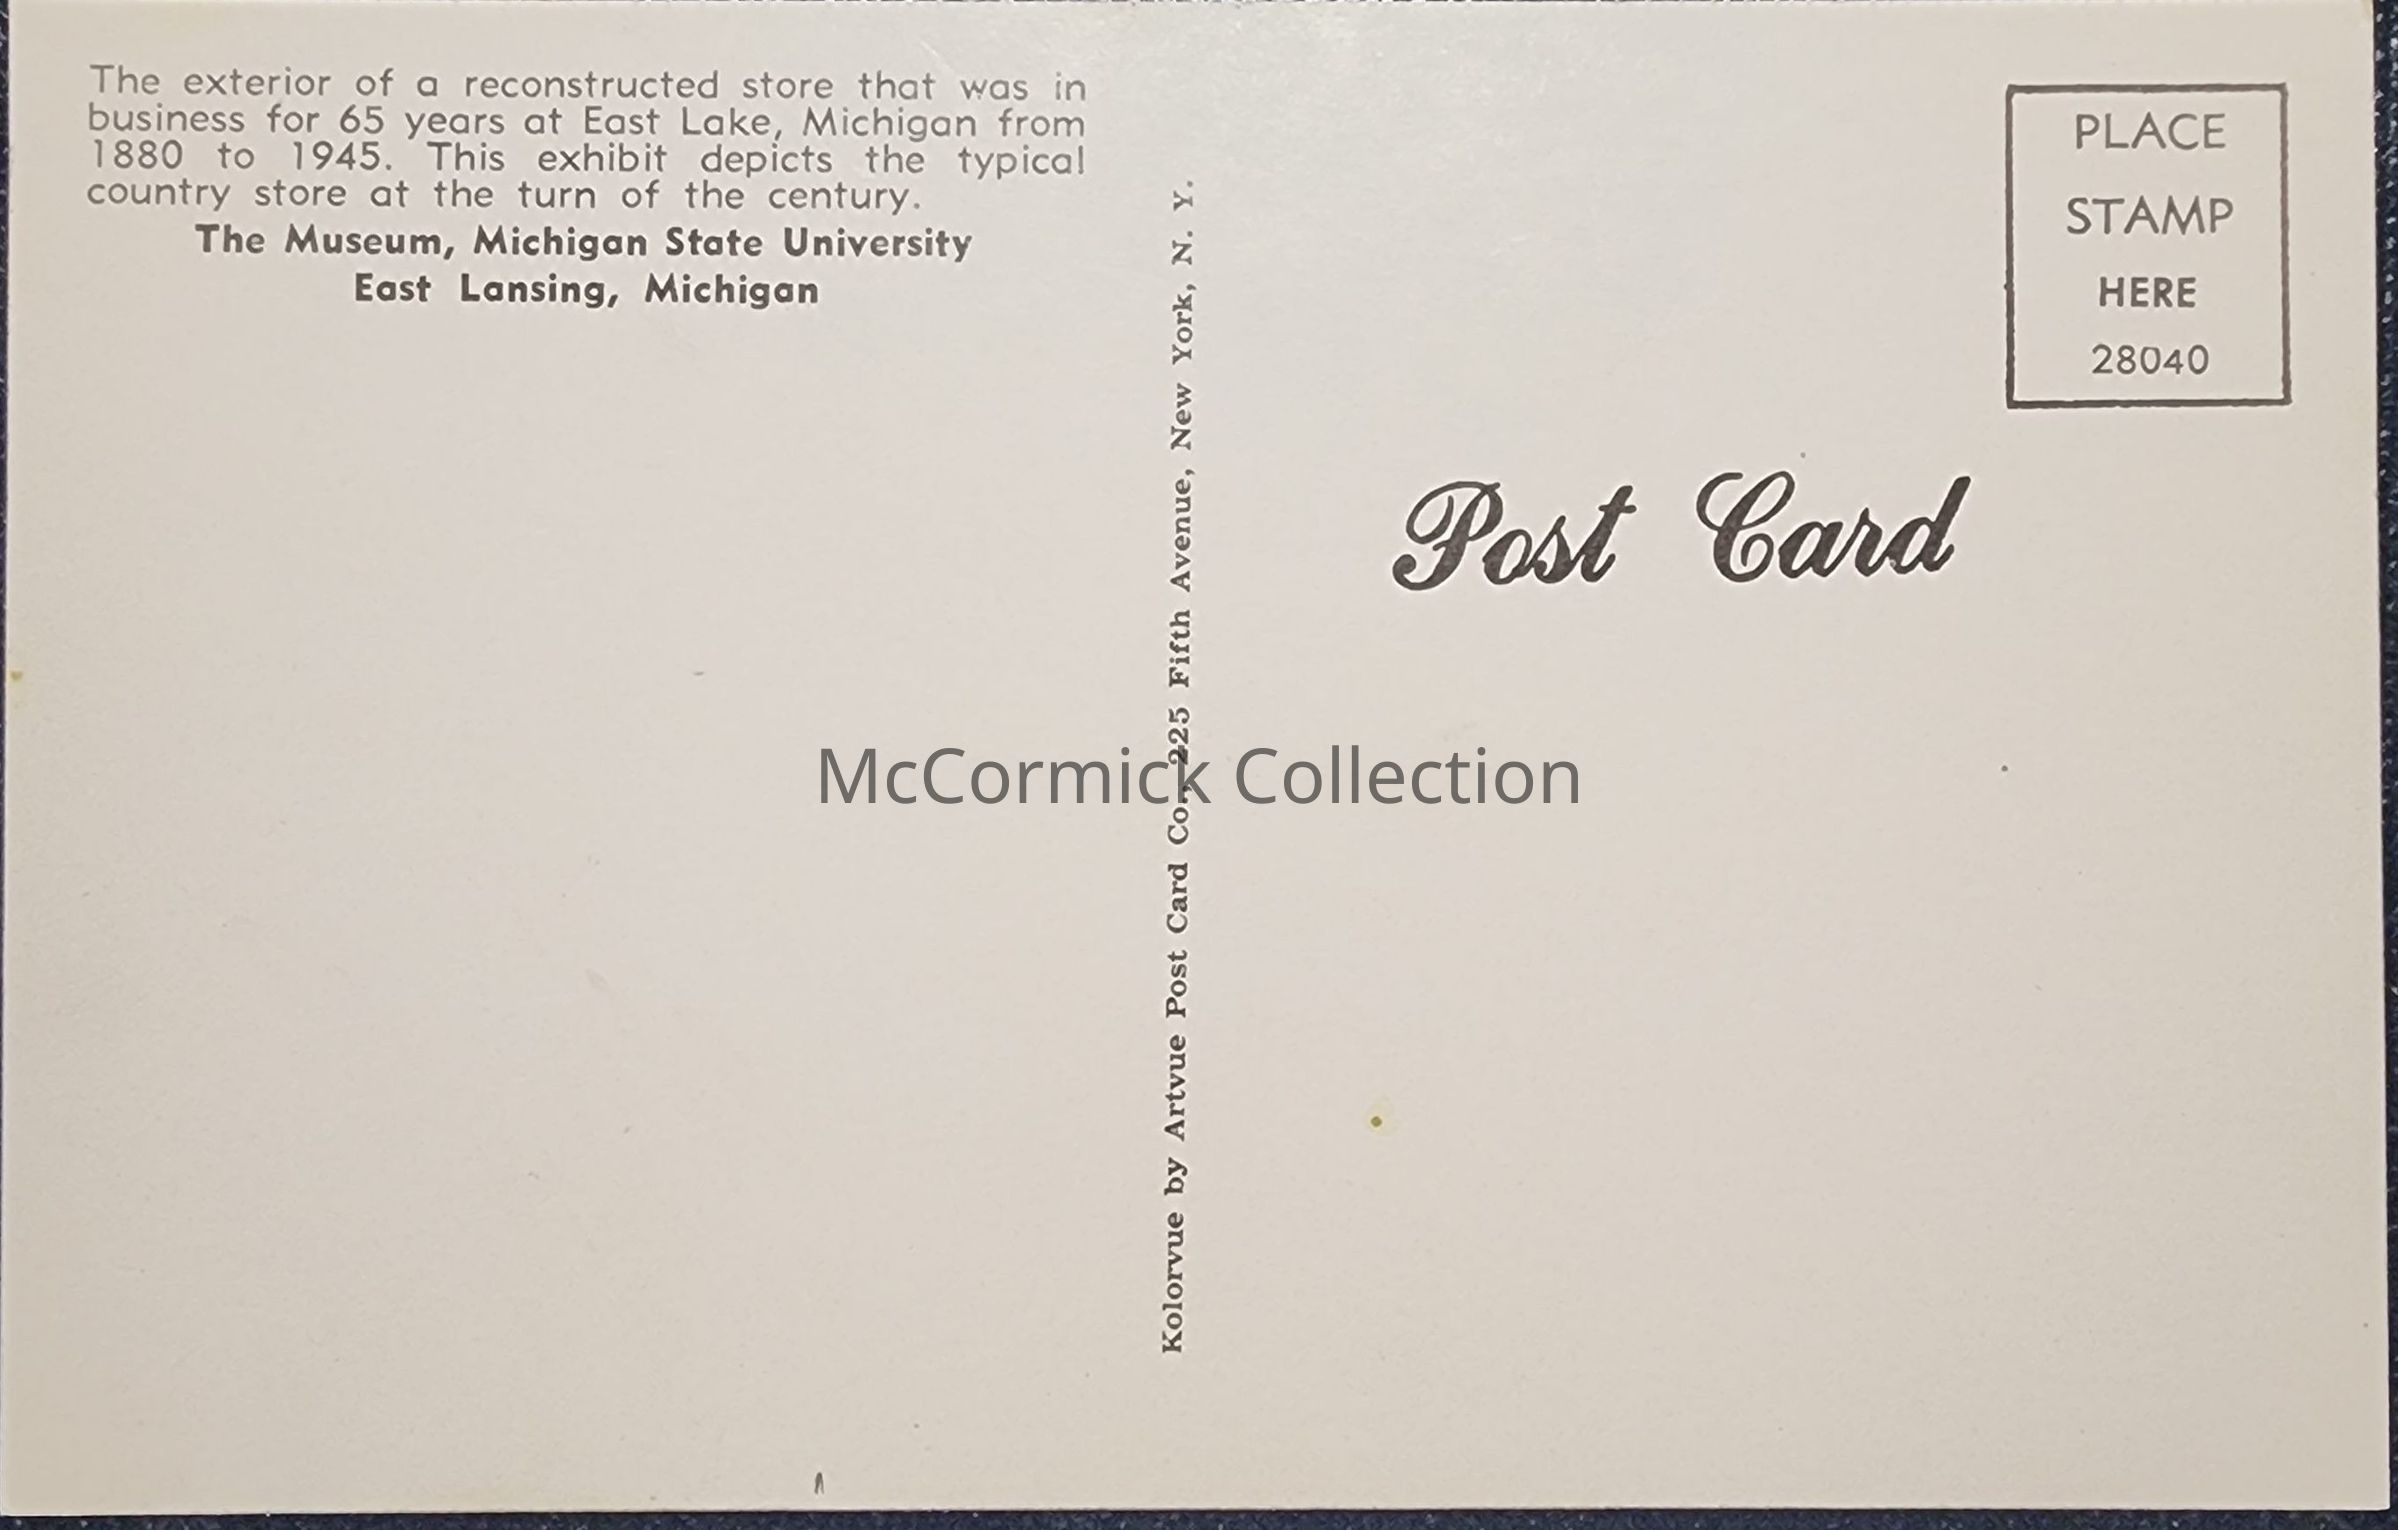 The exterior of a reconstructed store that was in
business for 65 years at East Lake, Michigan from
1880 to 1945. This exhibit depicts the typical
country store at the turn of the century.
The Museum, Michigan State University
East Lansing, Michigan
Kolorvue by Artvue Post Card Co., 225 Fifth Avenue, New York, N. Y.
PLACE
STAMP
HERE
28040
Post Card
McCormick Collection